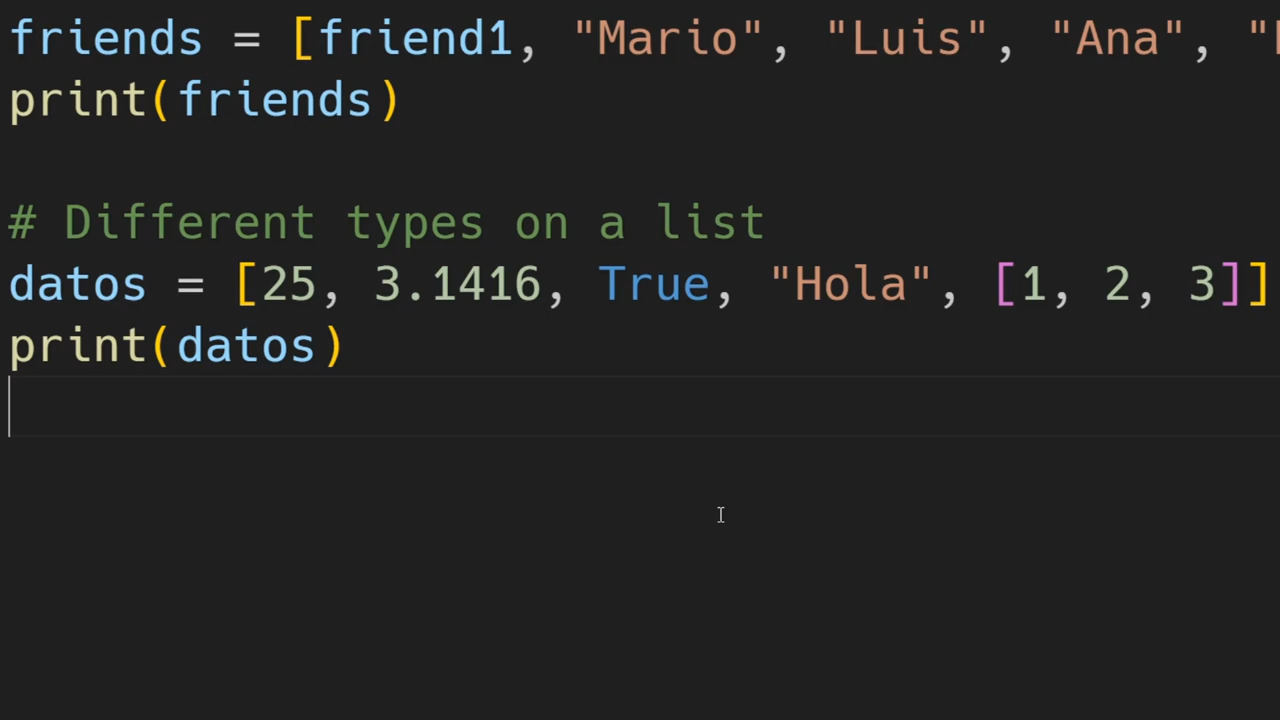 friends = [friend1, "Mario", "Luis", "Ana", "
print(friends)
# Different types on a list
datos = [25, 3.1416, True, "Hola", [1, 2, 3]]
print(datos)